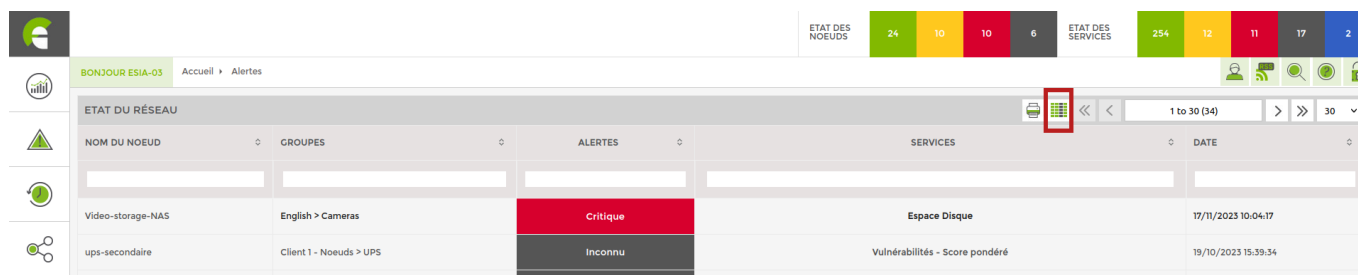 ETAT DES NOEUDS 24 10 10 6 ETAT DES SERVICES 254 12 11 17 2
BONJOUR ESIA-03 Accueil Alertes
ETAT DU RÉSEAU 1 to 30 (34) 30
NOM DU NOEUD GROUPES ALERTES SERVICES DATE
Video-storage-NAS English > Cameras Critique Espace Disque 17/11/2023 10:04:17
ups-secondaire Client 1 - Noeuds > UPS Inconnu Vulnérabilités - Score pondéré 19/10/2023 15:39:34